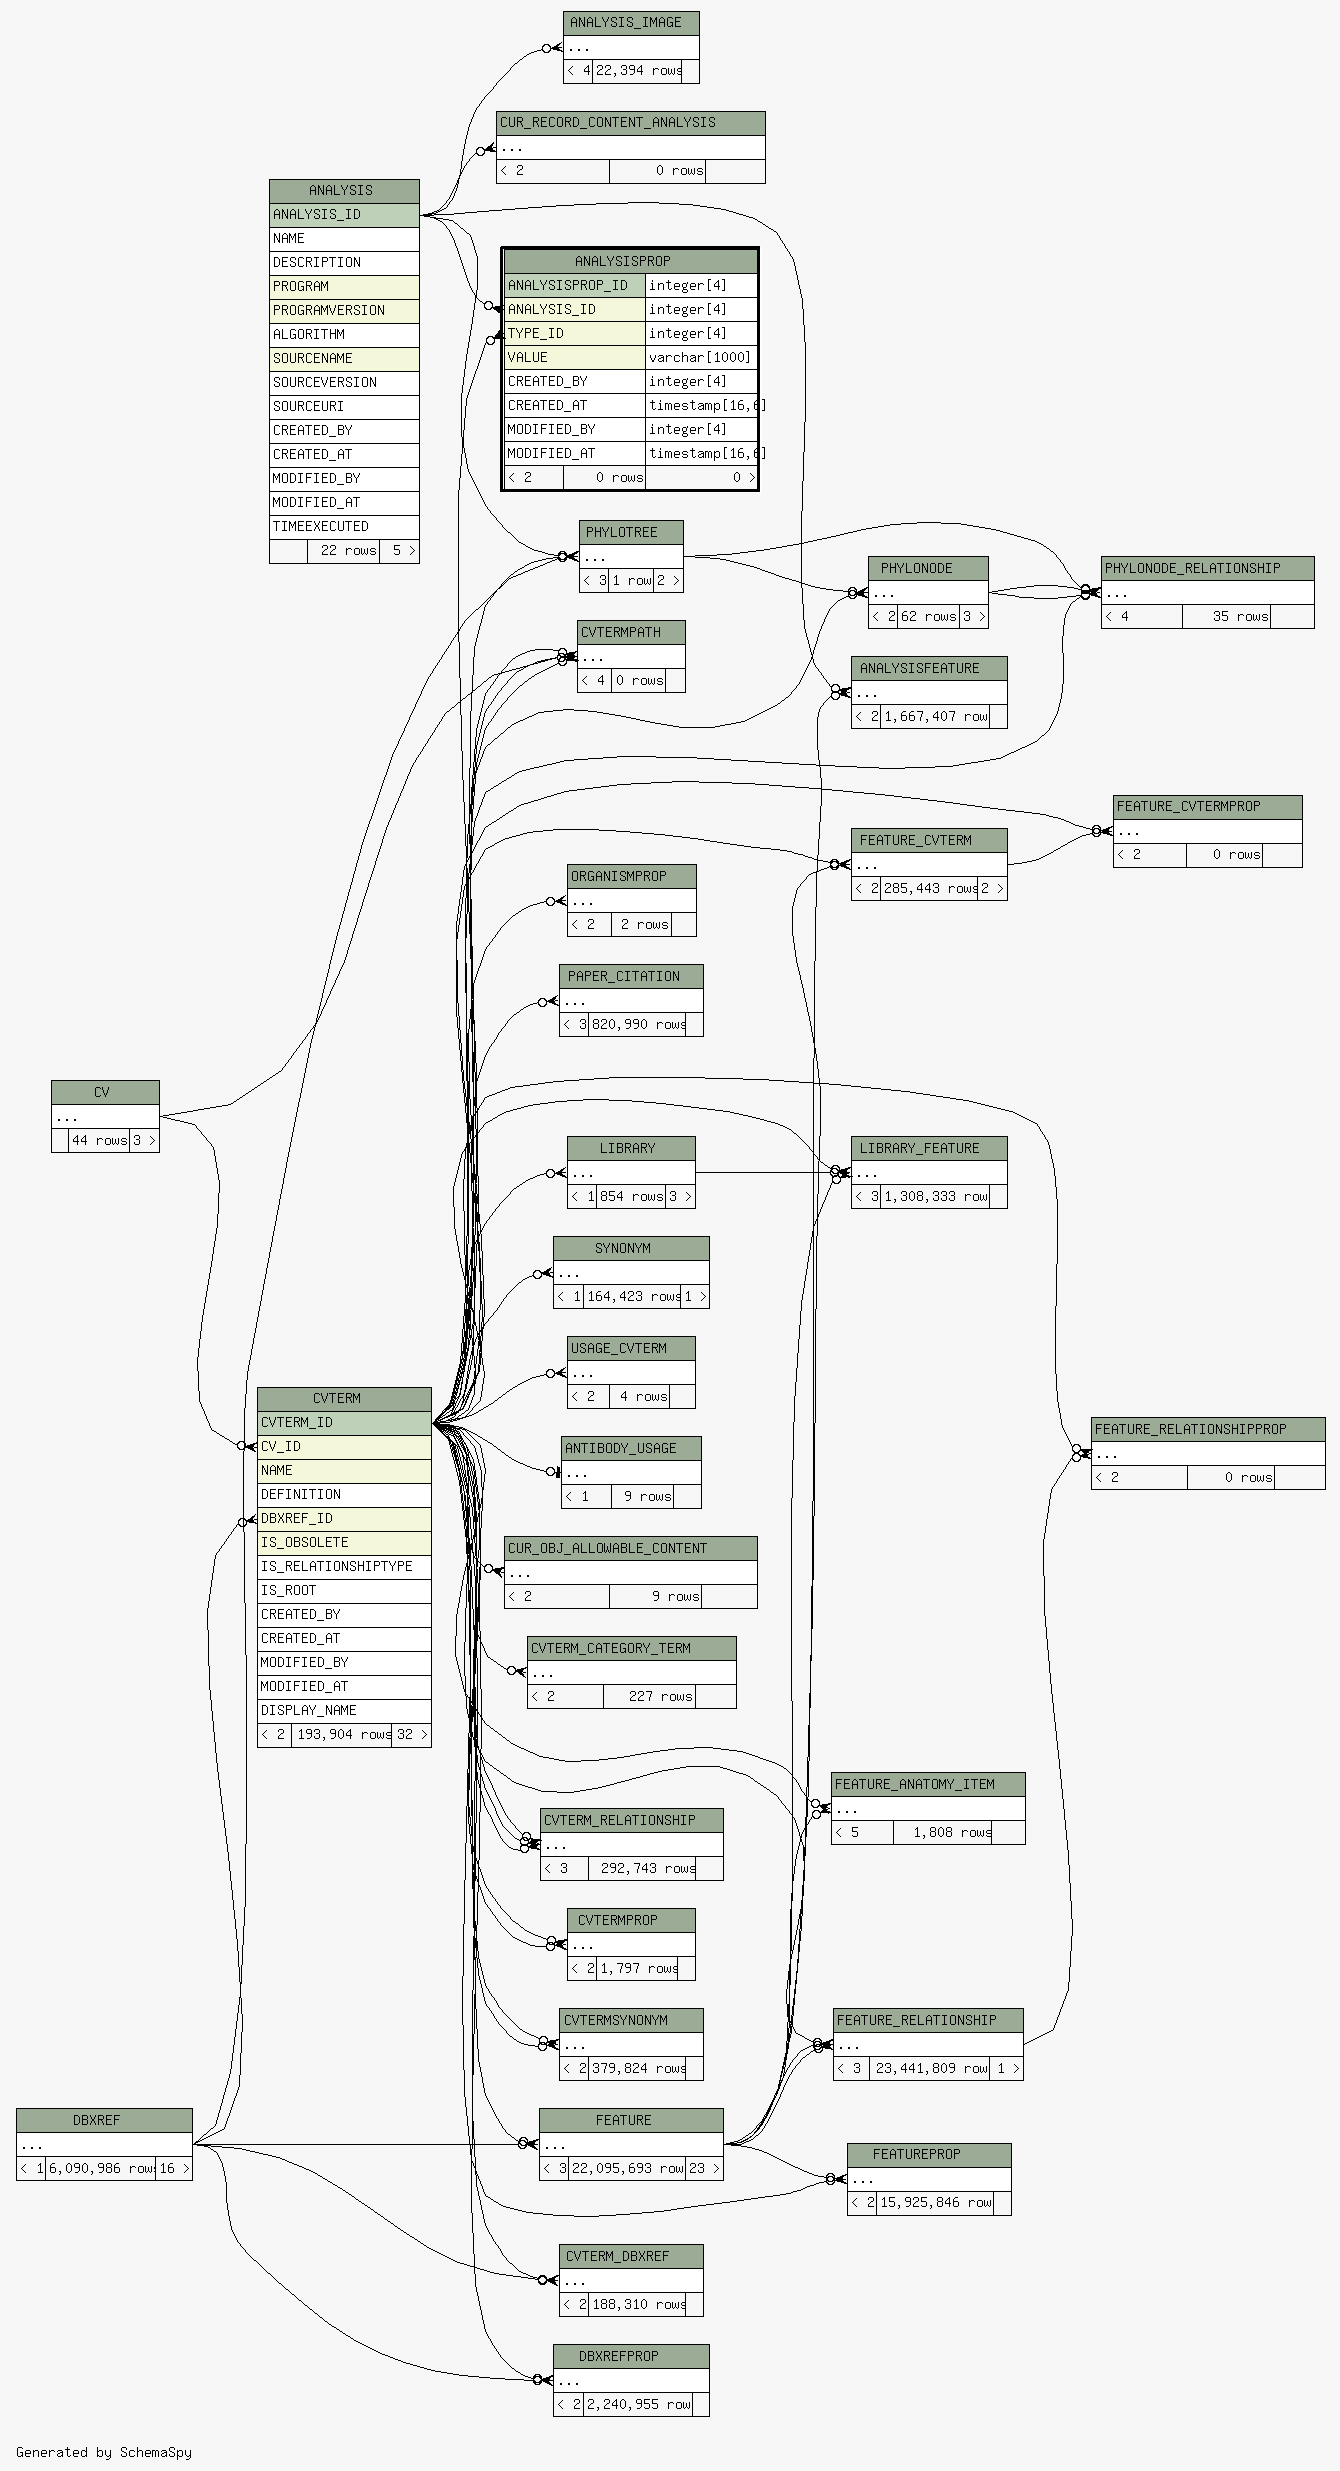 ANALYSIS_IMAGE
...
< 4 22,394 rows
CUR_RECORD_CONTENT_ANALYSIS
...
< 2 0 rows
ANALYSIS
ANALYSIS_ID
NAME
DESCRIPTION
PROGRAM
PROGRAMVERSION
ALGORITHM
SOURCENAME
SOURCEVERSION
SOURCEURI
CREATED_BY
CREATED_AT
MODIFIED_BY
MODIFIED_AT
TIMEEXECUTED
22 rows 5 >
ANALYSISPROP
ANALYSISPROP_ID integer[4]
ANALYSIS_ID integer[4]
TYPE_ID integer[4]
VALUE varchar[1000]
CREATED_BY integer[4]
CREATED_AT timestamp[16,6]
MODIFIED_BY integer[4]
MODIFIED_AT timestamp[16,6]
< 2 0 rows 0 >
PHYLOTREE
...
< 3 1 row 2 >
PHYLONODE
...
< 2 62 rows 3 >
PHYLONODE_RELATIONSHIP
...
< 4 35 rows
CVTERMPATH
...
< 4 0 rows
ANALYSISFEATURE
...
< 2 1,667,407 row
FEATURE_CVTERMPROP
...
< 2 0 rows
FEATURE_CVTERM
...
< 2 285,443 rows 2 >
ORGANISMPROP
...
< 2 2 rows
PAPER_CITATION
...
< 3 820,990 rows
CV
...
44 rows 3 >
LIBRARY
...
< 1 854 rows 3 >
LIBRARY_FEATURE
...
< 3 1,308,333 row
SYNONYM
...
< 1 164,423 rows 1 >
USAGE_CVTERM
...
< 2 4 rows
CVTERM
CVTERM_ID
CV_ID
NAME
DEFINITION
DBXREF_ID
IS_OBSOLETE
IS_RELATIONSHIPTYPE
IS_ROOT
CREATED_BY
CREATED_AT
MODIFIED_BY
MODIFIED_AT
DISPLAY_NAME
< 2 193,904 rows 32 >
ANTIBODY_USAGE
...
< 1 9 rows
FEATURE_RELATIONSHIPPROP
...
< 2 0 rows
CUR_OBJ_ALLOWABLE_CONTENT
...
< 2 9 rows
CVTERM_CATEGORY_TERM
...
< 2 227 rows
FEATURE_ANATOMY_ITEM
...
< 5 1,808 rows
CVTERM_RELATIONSHIP
...
< 3 292,743 rows
CVTERMPROP
...
< 2 1,797 rows
CVTERMSYNONYM
...
< 2 379,824 rows
FEATURE_RELATIONSHIP
...
< 3 23,441,809 row 1 >
DBXREF
...
< 1 6,090,986 rows 16 >
FEATURE
...
< 3 22,095,693 row 23 >
FEATUREPROP
...
< 2 15,925,846 row
CVTERM_DBXREF
...
< 2 188,310 rows
DBXREFPROP
...
< 2 2,240,955 row
Generated by SchemaSpy